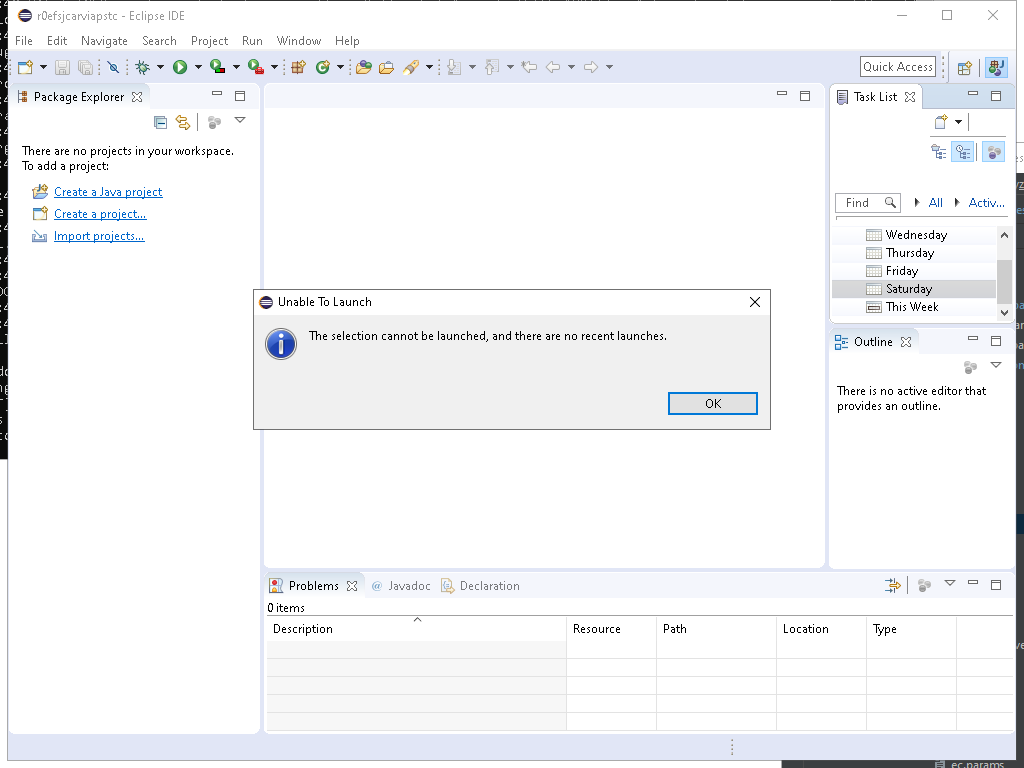 r0efsjcarviapstc - Eclipse IDE
File Edit Navigate Search Project Run Window Help
Quick Access
Package Explorer
There are no projects in your workspace.
To add a project:
Create a Java project
Create a project...
Import projects...
Unable To Launch
The selection cannot be launched, and there are no recent launches.
OK
Task List
Find All Activ...
Wednesday
Thursday
Friday
Saturday
This Week
Outline
There is no active editor that
provides an outline.
Problems @ Javadoc Declaration
0 items
Description Resource Path Location Type
ec.params